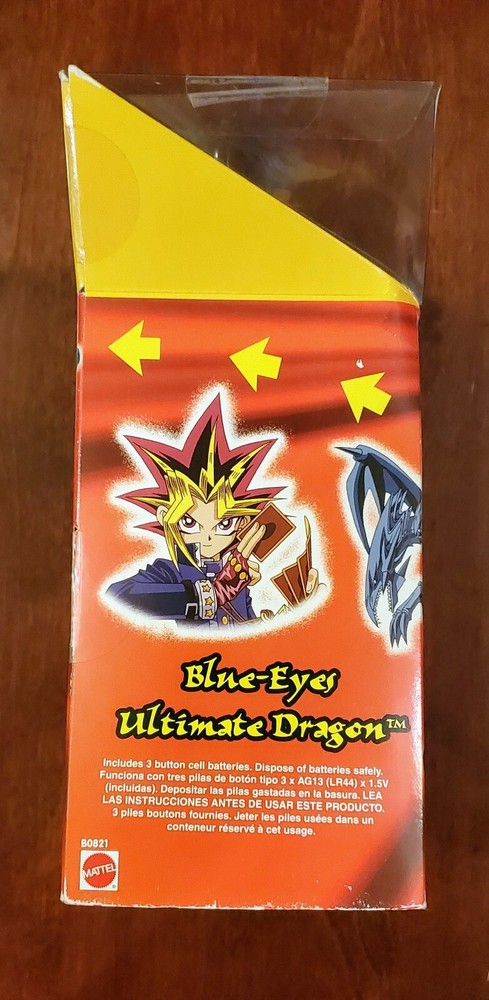 Blue-Eyes
Ultimate Dragon™
Includes 3 button cell batteries. Dispose of batteries safely.
Funciona con tres pilas de botón tipo 3 x AG13 (LR44) x 1.5V
(incluidas). Depositar las pilas gastadas en la basura. LEA
LAS INSTRUCCIONES ANTES DE USAR ESTE PRODUCTO.
3 piles boutons fournies. Jeter les piles usées dans un
conteneur réservé à cet usage.
B0821
MATTEL
®